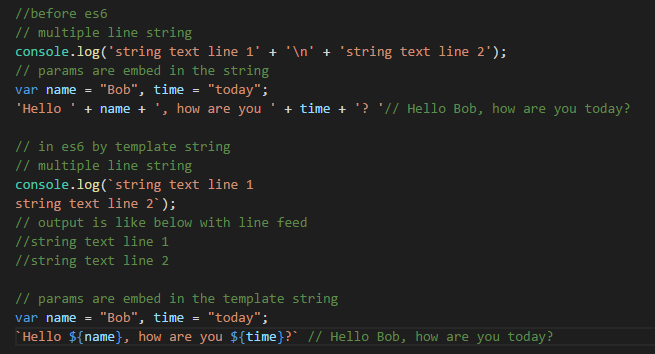 //before es6
// multiple line string
console.log('string text line 1' + '\n' + 'string text line 2');
// params are embed in the string
var name = "Bob", time = "today";
'Hello ' + name + ', how are you ' + time + '? '// Hello Bob, how are you today?
// in es6 by template string
// multiple line string
console.log(`string text line 1
string text line 2`);
// output is like below with line feed
//string text line 1
//string text line 2
// params are embed in the template string
var name = "Bob", time = "today";
`Hello ${name}, how are you ${time}?` // Hello Bob, how are you today?